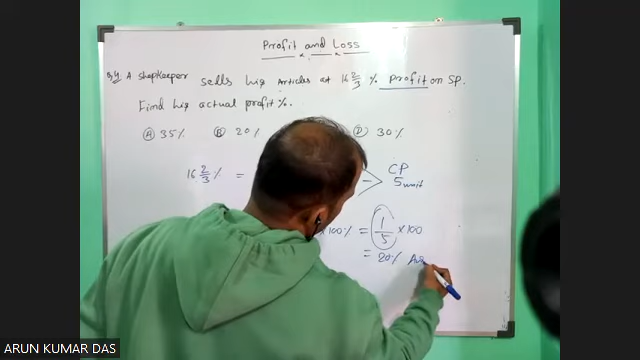 Profit and Loss
Q4. A shopkeeper sells his Articles at 16 2/3 % Profit on SP.
Find his actual profit %.
(A) 35% (B) 20% (D) 30%
16 2/3 % =
CP
5 unit
×100% = 1/5 ×100
= 20% Ans
ARUN KUMAR DAS